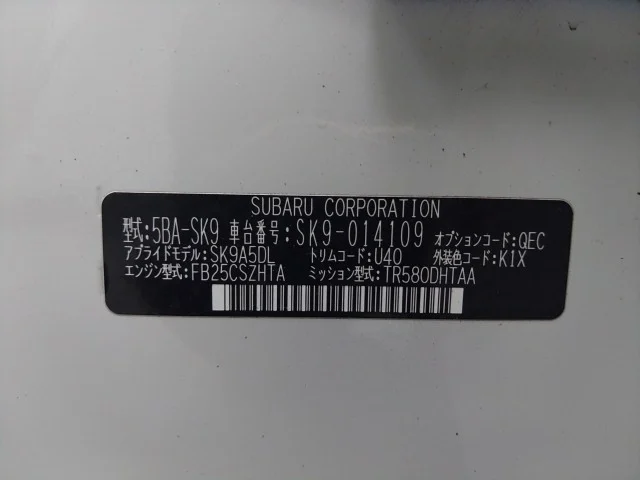 SUBARU CORPORATION
型式:5BA-SK9 車台番号:SK9-014109 オプションコード:QEC
アプライドモデル:SK9A5DL トリムコード:U40 外装色コード:K1X
エンジン型式:FB25CSZHTA ミッション型式:TR580DHTAA